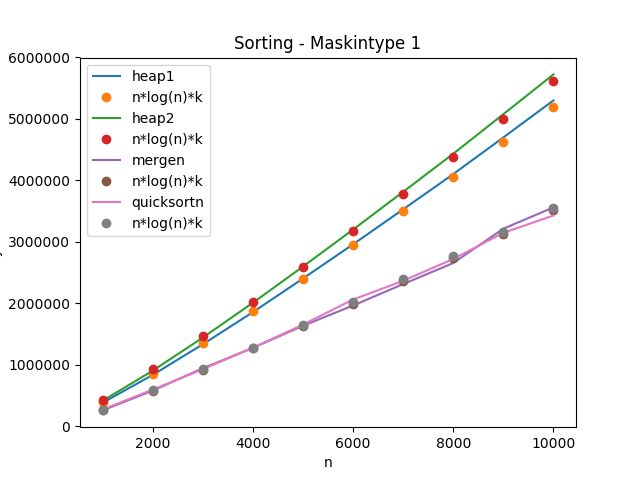 Sorting - Maskintype 1
6000000
5000000
4000000
3000000
2000000
1000000
0
heap1
n*log(n)*k
heap2
n*log(n)*k
mergen
n*log(n)*k
quicksortn
n*log(n)*k
2000 4000 6000 8000 10000
n